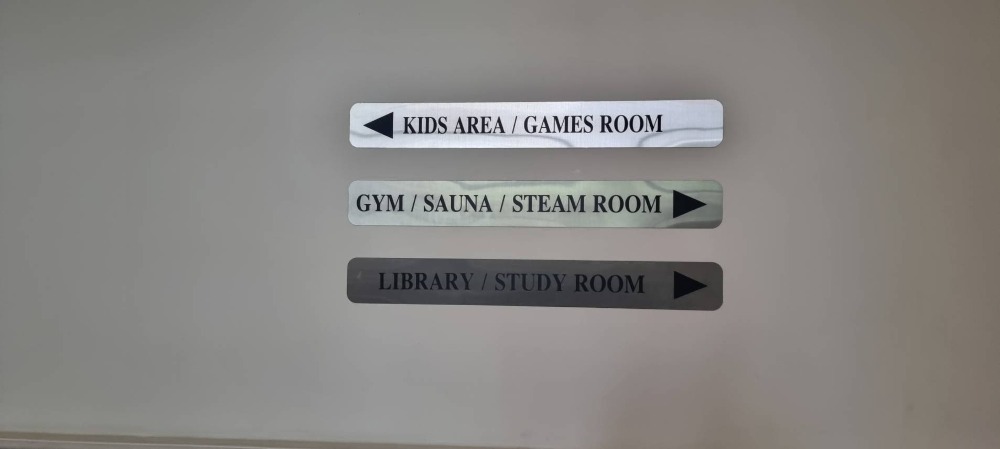 KIDS AREA / GAMES ROOM
GYM / SAUNA / STEAM ROOM
LIBRARY / STUDY ROOM